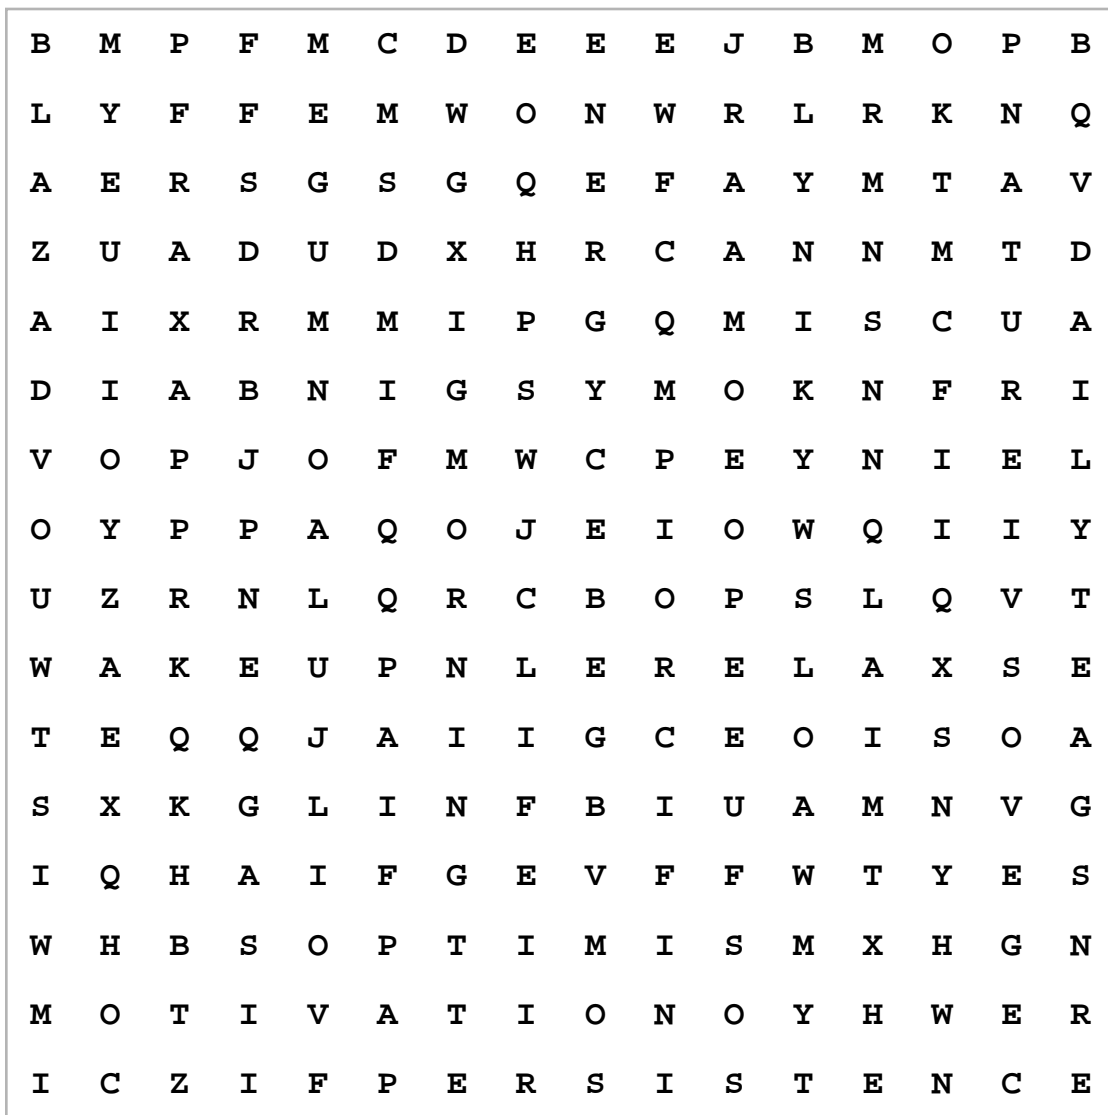 B M P F M C D E E E J B M O P B
L Y F F E M W O N W R L R K N Q
A E R S G S G Q E F A Y M T A V
Z U A D U D X H R C A N N M T D
A I X R M M I P G Q M I S C U A
D I A B N I G S Y M O K N F R I
V O P J O F M W C P E Y N I E L
O Y P P A Q O J E I O W Q I I Y
U Z R N L Q R C B O P S L Q V T
W A K E U P N L E R E L A X S E
T E Q Q J A I I G C E O I S O A
S X K G L I N F B I U A M N V G
I Q H A I F G E V F F W T Y E S
W H B S O P T I M I S M X H G N
M O T I V A T I O N O Y H W E R
I C Z I F P E R S I S T E N C E